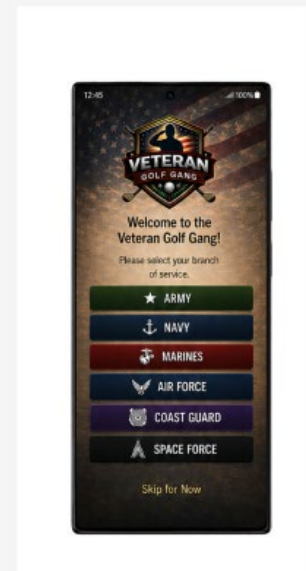 12:45 100%
VETERAN
GOLF GANG
Welcome to the
Veteran Golf Gang!
Please select your branch
of service.
ARMY
NAVY
MARINES
AIR FORCE
COAST GUARD
SPACE FORCE
Skip for Now